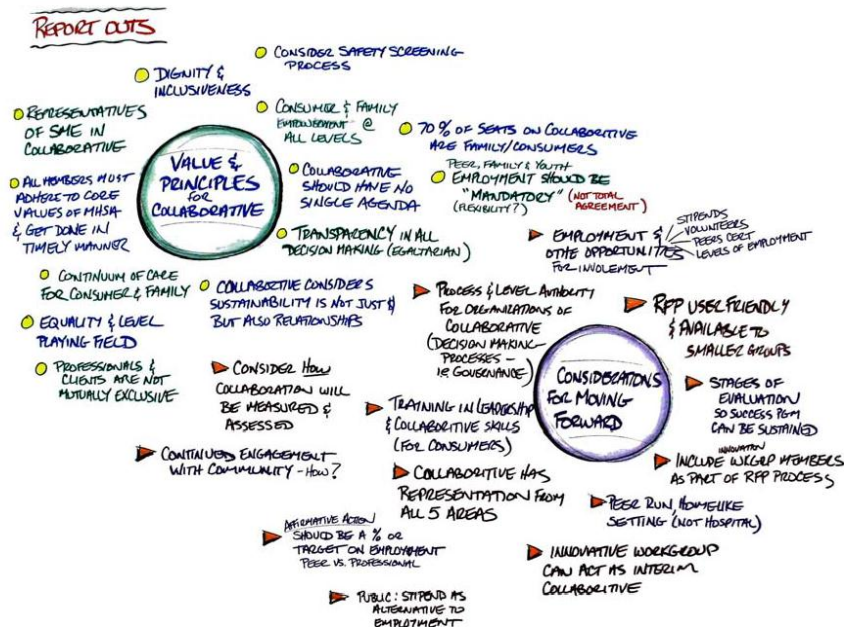 REPORT OUTS
CONSIDER SAFETY SCREENING
PROCESS
DIGNITY &
INCLUSIVENESS
REPRESENTATIVES
OF SME IN
COLLABORATIVE
CONSUMER & FAMILY
EMPOWERMENT @
ALL LEVELS
VALUE &
PRINCIPLES
FOR
COLLABORATIVE
70% OF SEATS ON COLLABORITIVE
ARE FAMILY/CONSUMERS
ALL MEMBERS MUST
ADHERE TO CORE
VALUES OF MHSA
& GET DONE IN
TIMELY MANNER
COLLABORATIVE
SHOULD HAVE NO
SINGLE AGENDA
PEER, FAMILY & YOUTH
EMPLOYMENT SHOULD BE
"MANDATORY" (NOT TOTAL
(FLEXIBILITY?) AGREEMENT)
TRANSPARENCY IN ALL
DECISION MAKING (EGALTARIAN)
CONTINUUM OF CARE
FOR CONSUMER & FAMILY
COLLABORTIVE CONSIDERS
SUSTAINABILITY IS NOT JUST $
BUT ALSO RELATIONSHIPS
EQUALITY & LEVEL
PLAYING FIELD
PROFESSIONALS &
CLIENTS ARE NOT
MUTUALLY EXCLUSIVE
EMPLOYMENT &
OTHE OPPORTUNITIES
FOR INVOLEMENT
STIPENDS
VOLUNTEERS
PEERS CERT
LEVELS OF EMPLOYMENT
PROCESS & LEVEL AUTHORITY
FOR ORGANIZATIONS OF
COLLABORATIVE
(DECISION MAKING
PROCESSES -
I.E GOVERNANCE)
RFP USER FRIENDLY
& AVAILABLE TO
SMALLER GROUPS
CONSIDERATIONS
FOR MOVING
FORWARD
CONSIDER HOW
COLLABORATION WILL
BE MEASURED &
ASSESSED
TRAINING IN LEADERSHIP
& COLLABORITIVE SKILLS
(FOR CONSUMERS)
STAGES OF
EVALUATION
SO SUCCESS PGM
CAN BE SUSTAINED
CONTINUED ENGAGEMENT
WITH COMMUNITY - HOW?
INNOVATION
INCLUDE WKGRP MEMBERS
AS PART OF RFP PROCESS
COLLABORITIVE HAS
REPRESENTATION FROM
ALL 5 AREAS
PEER RUN, HOMELIKE
SETTING (NOT HOSPITAL)
AFFIRMATIVE ACTION
SHOULD BE A % OR
TARGET ON EMPLOYMENT
PEER VS. PROFESSIONAL
INNOVATIVE WORKGROUP
CAN ACT AS INTERIM
COLLABORITIVE
PUBLIC: STIPEND AS
ALTERNATIVE TO
EMPLOYMENT